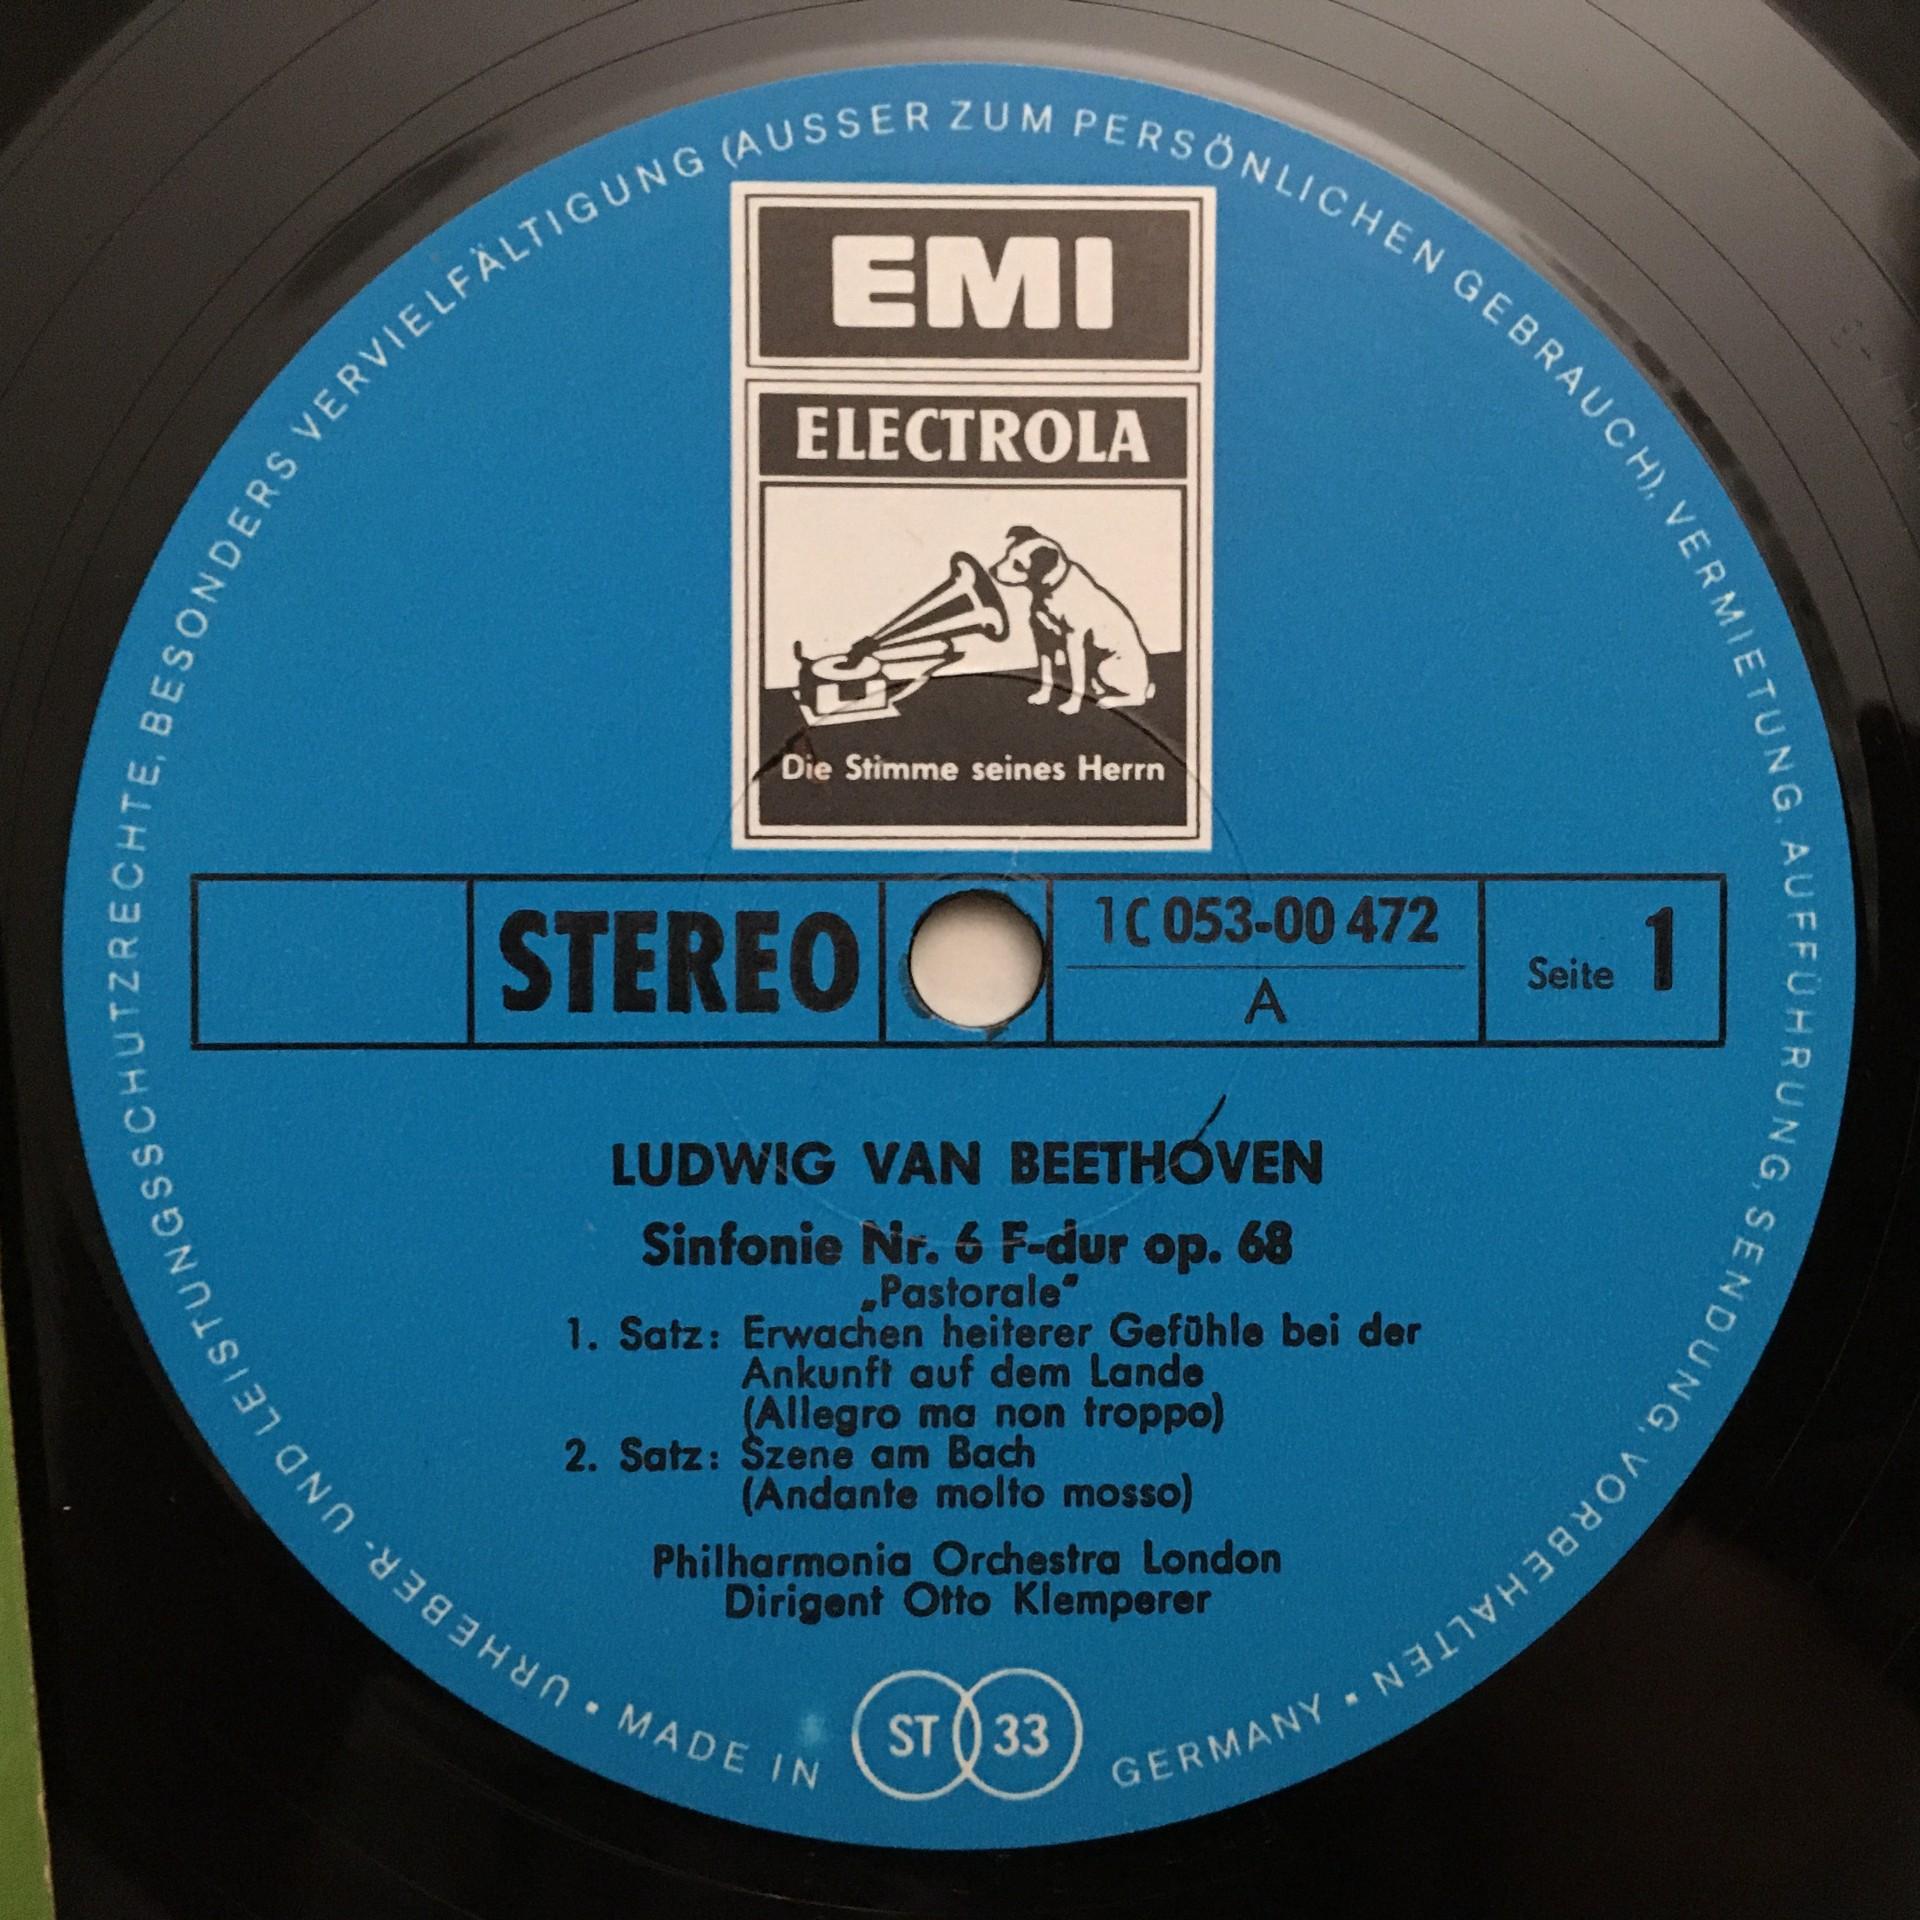 URHEBER- UND LEISTUNGSSCHUTZRECHTE, BESONDERS VERVIELFÄLTIGUNG (AUSSER ZUM PERSÖNLICHEN GEBRAUCH), VERMIETUNG, AUFFÜHRUNG, SENDUNG, VORBEHALTEN
EMI
ELECTROLA
Die Stimme seines Herrn
STEREO
1C 053-00 472
A
Seite 1
LUDWIG VAN BEETHOVEN
Sinfonie Nr. 6 F-dur op. 68
„Pastorale“
1. Satz: Erwachen heiterer Gefühle bei der
Ankunft auf dem Lande
(Allegro ma non troppo)
2. Satz: Szene am Bach
(Andante molto mosso)
Philharmonia Orchestra London
Dirigent Otto Klemperer
• MADE IN ST 33 GERMANY •